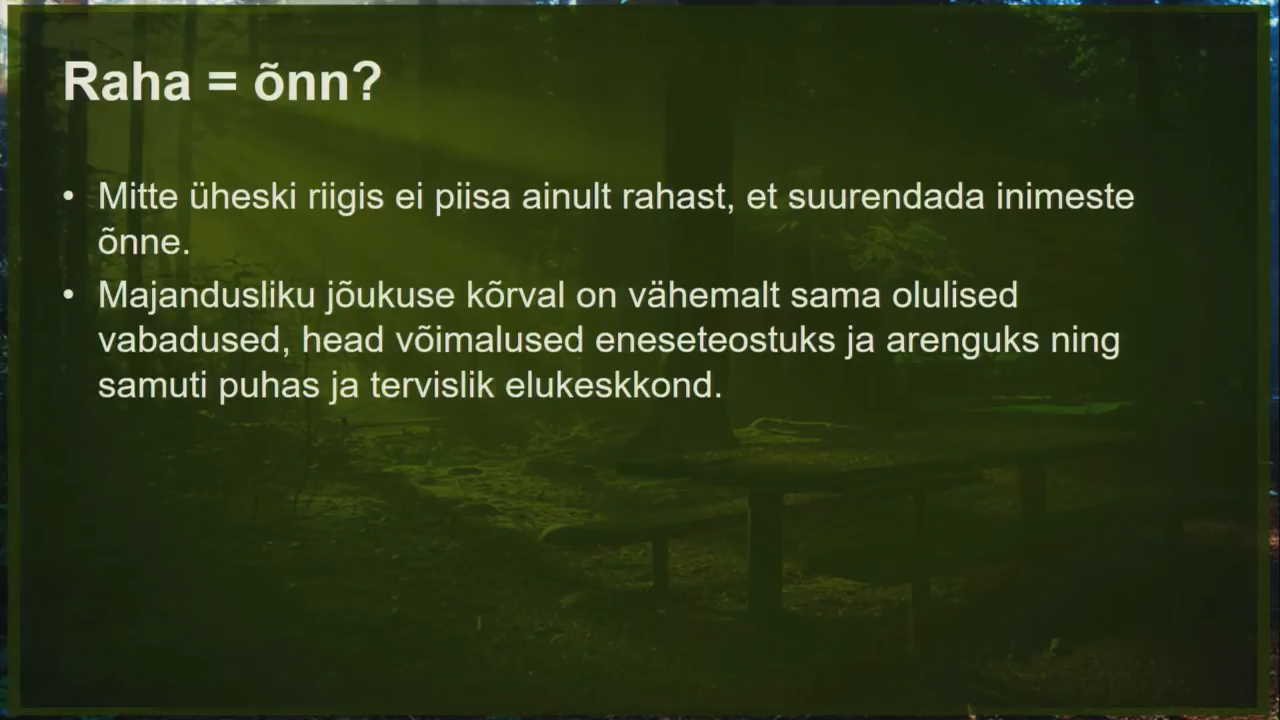 Raha = õnn?
• Mitte üheski riigis ei piisa ainult rahast, et suurendada inimeste
õnne.
• Majandusliku jõukuse kõrval on vähemalt sama olulised
vabadused, head võimalused eneseteostuks ja arenguks ning
samuti puhas ja tervislik elukeskkond.